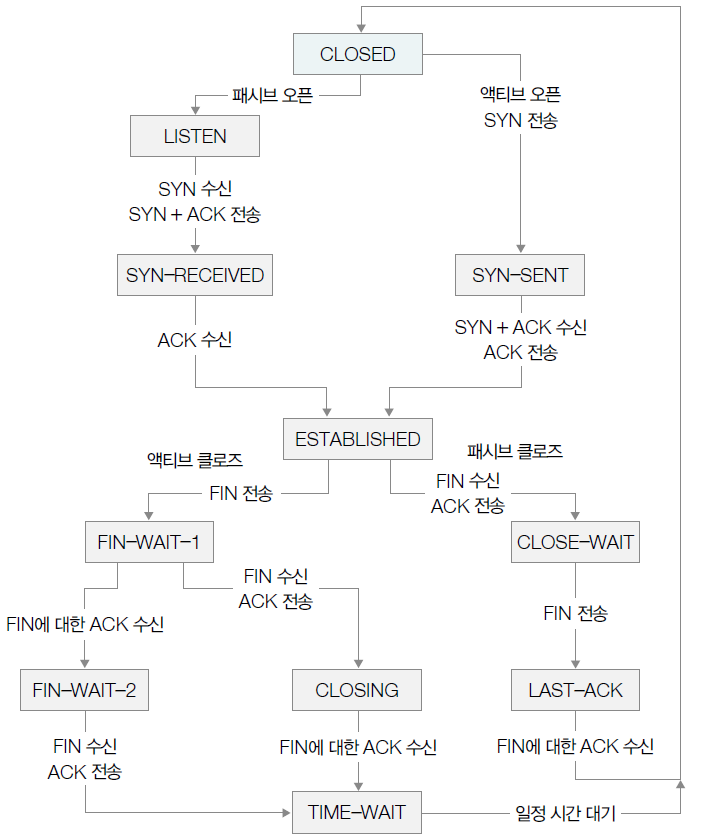 CLOSED
패시브 오픈
액티브 오픈
SYN 전송
LISTEN
SYN 수신
SYN + ACK 전송
SYN–RECEIVED
SYN–SENT
ACK 수신
SYN + ACK 수신
ACK 전송
ESTABLISHED
액티브 클로즈
패시브 클로즈
FIN 전송
FIN 수신
ACK 전송
FIN–WAIT–1
CLOSE–WAIT
FIN 수신
ACK 전송
FIN에 대한 ACK 수신
FIN 전송
FIN–WAIT–2
CLOSING
LAST–ACK
FIN 수신
ACK 전송
FIN에 대한 ACK 수신
FIN에 대한 ACK 수신
TIME–WAIT
일정 시간 대기